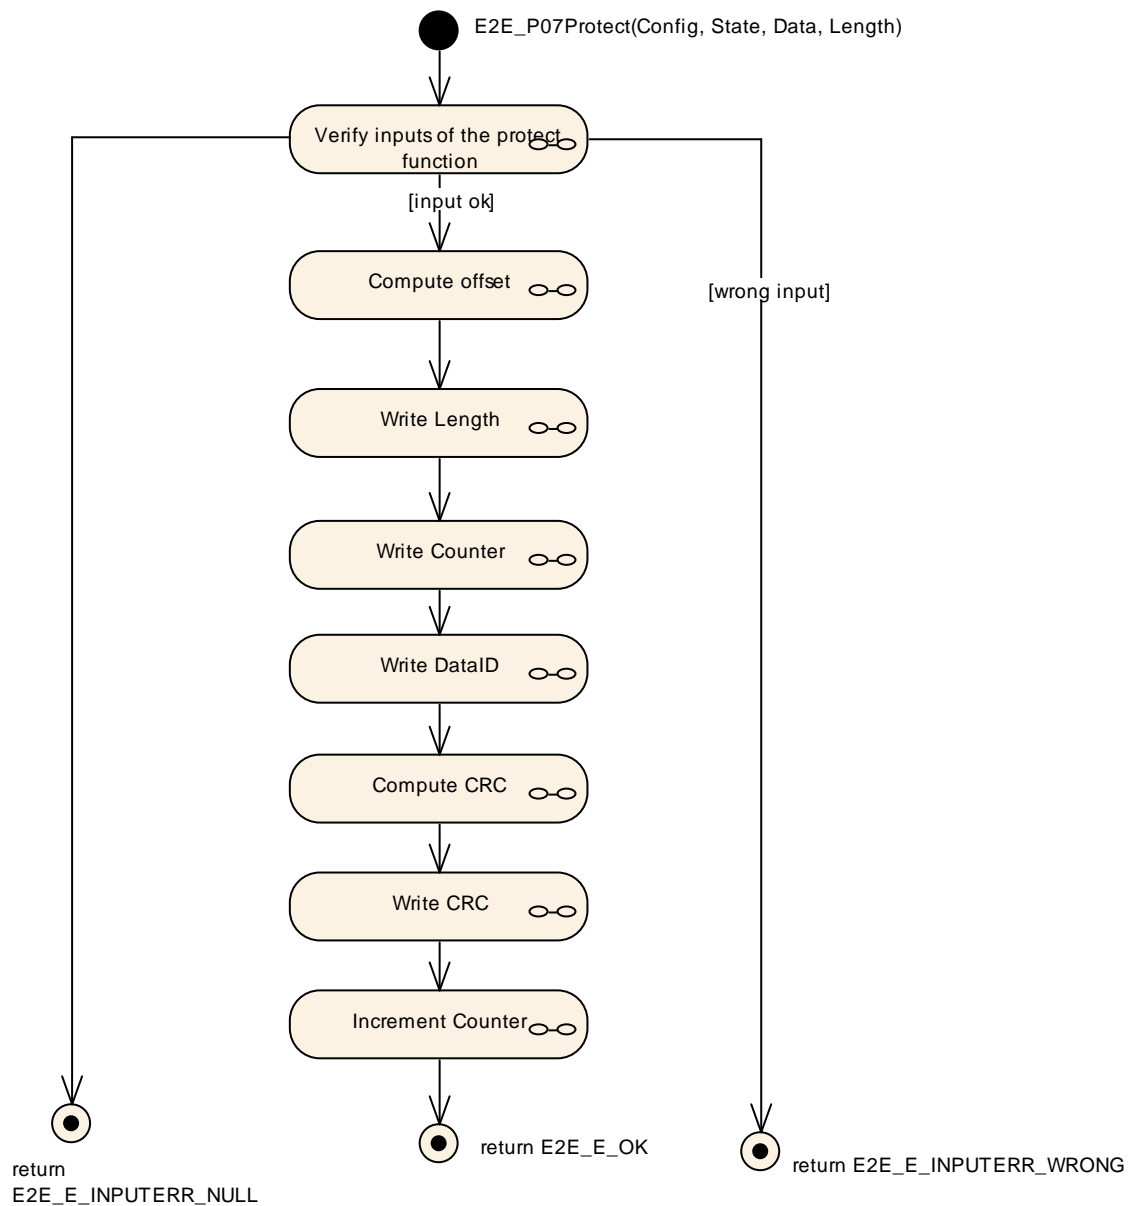 E2E_P07Protect(Config, State, Data, Length)
Verify inputs of the protect
function
[input ok]
Compute offset
[wrong input]
Write Length
Write Counter
Write DataID
Compute CRC
Write CRC
Increment Counter
return E2E_E_OK
return E2E_E_INPUTERR_WRONG
return
E2E_E_INPUTERR_NULL